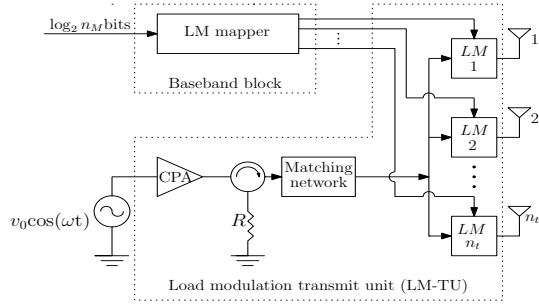 log₂ n_M bits
LM mapper
Baseband block
LM
1
1
LM
2
2
LM
n_t
n_t
CPA
Matching
network
R
v₀cos(ωt)
Load modulation transmit unit (LM-TU)